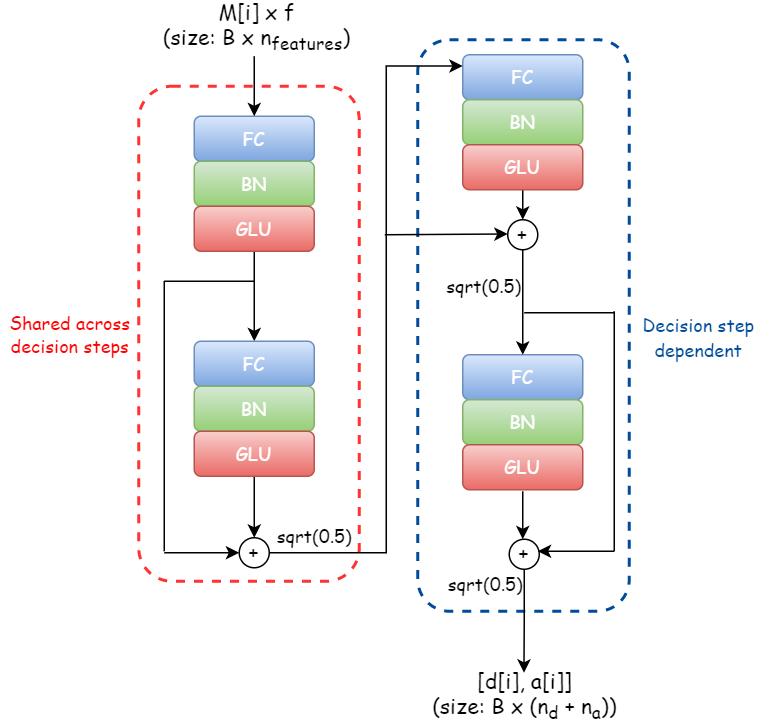 M[i] x f
(size: B x nfeatures)
FC
BN
GLU
Shared across
decision steps
FC
BN
GLU
+
sqrt(0.5)
FC
BN
GLU
+
sqrt(0.5)
Decision step
dependent
FC
BN
GLU
+
sqrt(0.5)
[d[i], a[i]]
(size: B x (nd + na))